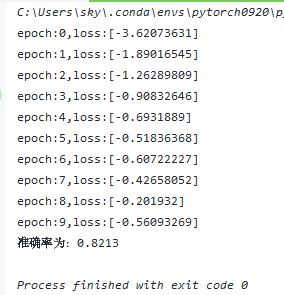 C:\Users\sky\.conda\envs\pytorch0920\p
epoch:0,loss:[-3.62073631]
epoch:1,loss:[-1.89016545]
epoch:2,loss:[-1.26289809]
epoch:3,loss:[-0.90832646]
epoch:4,loss:[-0.6931889]
epoch:5,loss:[-0.51836368]
epoch:6,loss:[-0.60722227]
epoch:7,loss:[-0.42658052]
epoch:8,loss:[-0.201932]
epoch:9,loss:[-0.56093269]
准确率为: 0.8213
Process finished with exit code 0